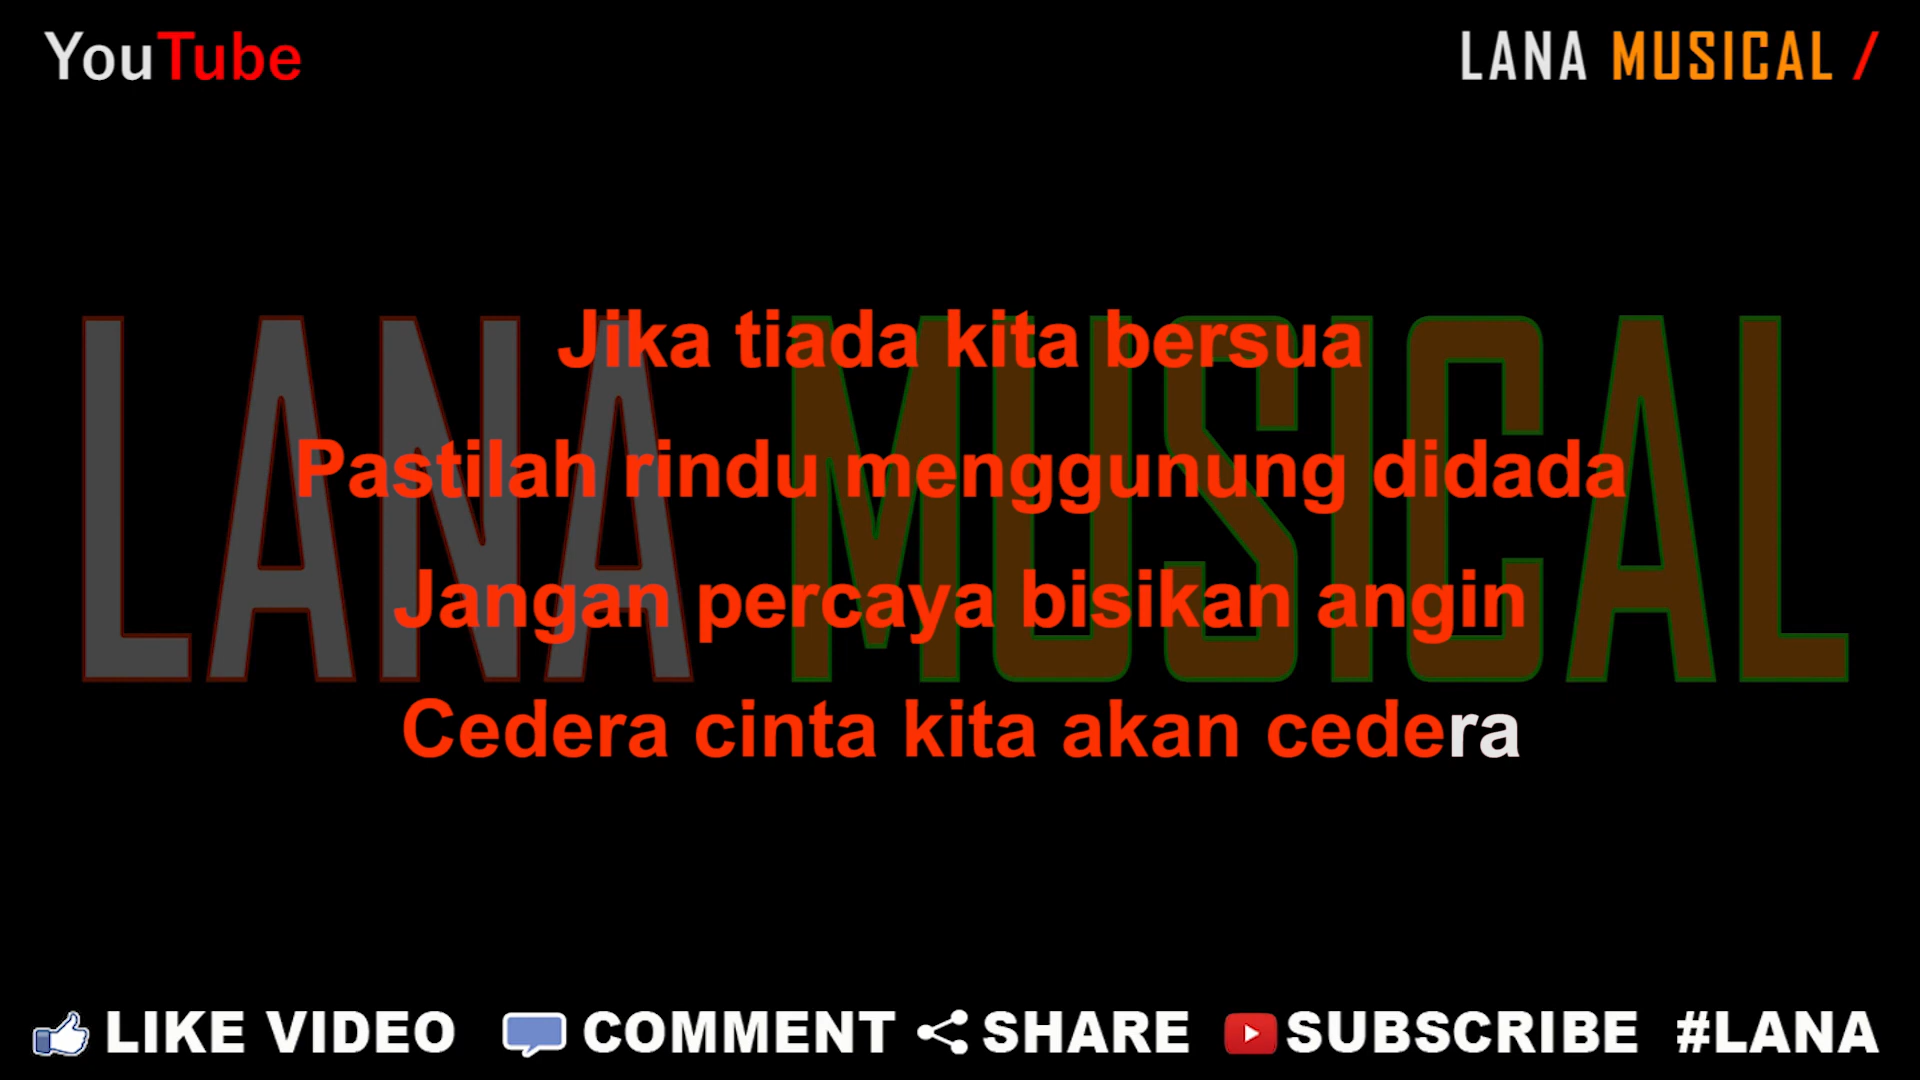 YouTube
LANA MUSICAL /
LANA MUSICAL
Jika tiada kita bersua
Pastilah rindu menggunung didada
Jangan percaya bisikan angin
Cedera cinta kita akan cedera
LIKE VIDEO COMMENT SHARE SUBSCRIBE #LANA